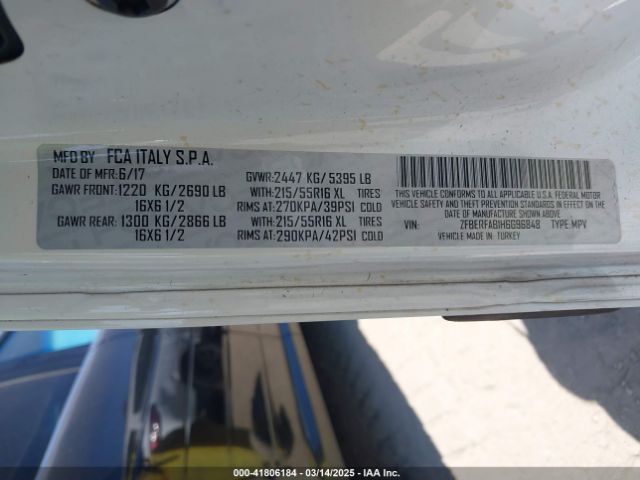 MFD BY FCA ITALY S.P.A.
DATE OF MFR: 6/17 GVWR: 2447 KG/ 5395 LB
GAWR FRONT: 1220 KG/2690 LB WITH: 215/55R16 XL TIRES
16X6 1/2 RIMS AT: 270KPA/39PSI COLD
GAWR REAR: 1300 KG/2866 LB WITH: 215/55R16 XL TIRES
16X6 1/2 RIMS AT: 290KPA/42PSI COLD
THIS VEHICLE CONFORMS TO ALL APPLICABLE U.S.A. FEDERAL MOTOR
VEHICLE SAFETY AND THEFT PREVENTION STANDARDS IN EFFECT ON THE
DATE OF MANUFACTURE SHOWN ABOVE
VIN: ZFBERFAB1H6G96848 TYPE: MPV
VEHICLE MADE IN: TURKEY
000-41806184 — 03/14/2025 — IAA Inc.